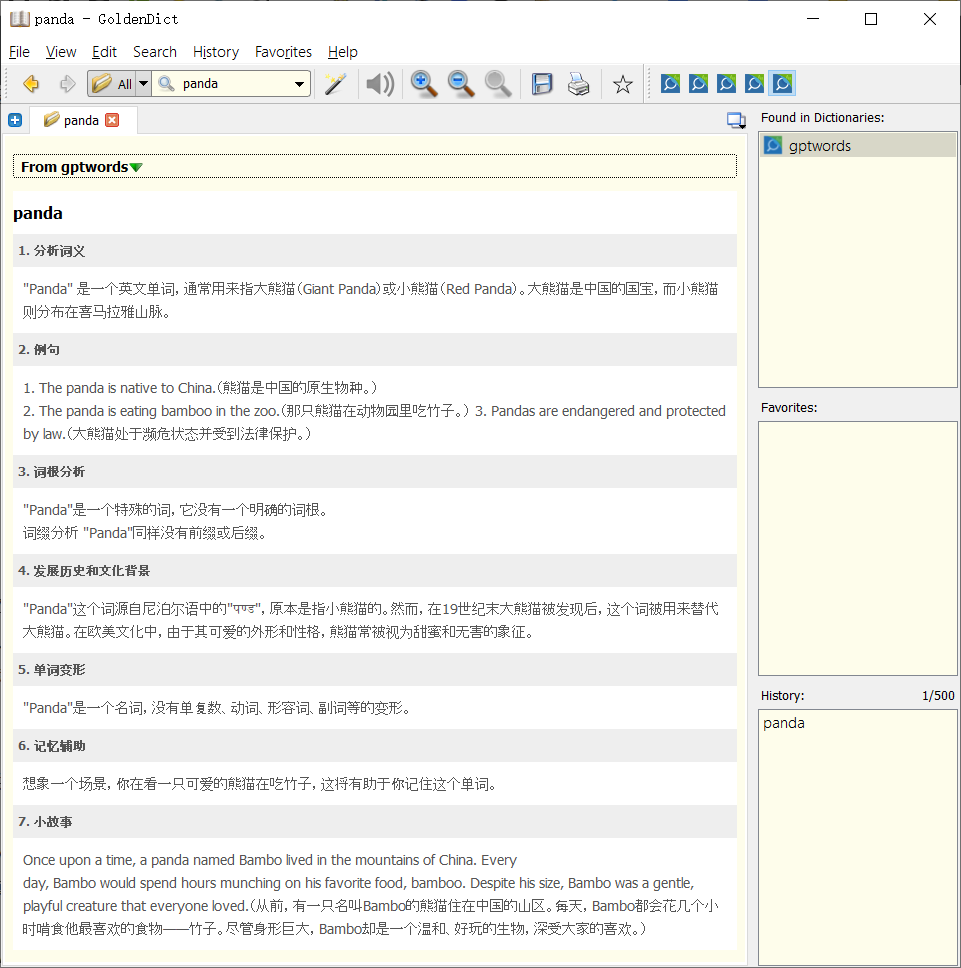 panda - GoldenDict
File View Edit Search History Favorites Help
All panda
panda
From gptwords
panda
1. 分析词义
"Panda" 是一个英文单词，通常用来指大熊猫（Giant Panda）或小熊猫（Red Panda）。大熊猫是中国的国宝，而小熊猫
则分布在喜马拉雅山脉。
2. 例句
1. The panda is native to China.（熊猫是中国的原生物种。）
2. The panda is eating bamboo in the zoo.（那只熊猫在动物园里吃竹子。） 3. Pandas are endangered and protected
by law.（大熊猫处于濒危状态并受到法律保护。）
3. 词根分析
"Panda"是一个特殊的词，它没有一个明确的词根。
词缀分析 "Panda"同样没有前缀或后缀。
4. 发展历史和文化背景
"Panda"这个词源自尼泊尔语中的"पण्ड"，原本是指小熊猫的。然而，在19世纪末大熊猫被发现后，这个词被用来替代
大熊猫。在欧美文化中，由于其可爱的外形和性格，熊猫常被视为甜蜜和无害的象征。
5. 单词变形
"Panda"是一个名词，没有单复数、动词、形容词、副词等的变形。
6. 记忆辅助
想象一个场景，你在看一只可爱的熊猫在吃竹子，这将有助于你记住这个单词。
7. 小故事
Once upon a time, a panda named Bambo lived in the mountains of China. Every
day, Bambo would spend hours munching on his favorite food, bamboo. Despite his size, Bambo was a gentle,
playful creature that everyone loved.（从前，有一只名叫Bambo的熊猫住在中国的山区。每天，Bambo都会花几个小
时啃食他最喜欢的食物——竹子。尽管身形巨大，Bambo却是一个温和、好玩的生物，深受大家的喜欢。）
Found in Dictionaries:
gptwords
Favorites:
History: 1/500
panda